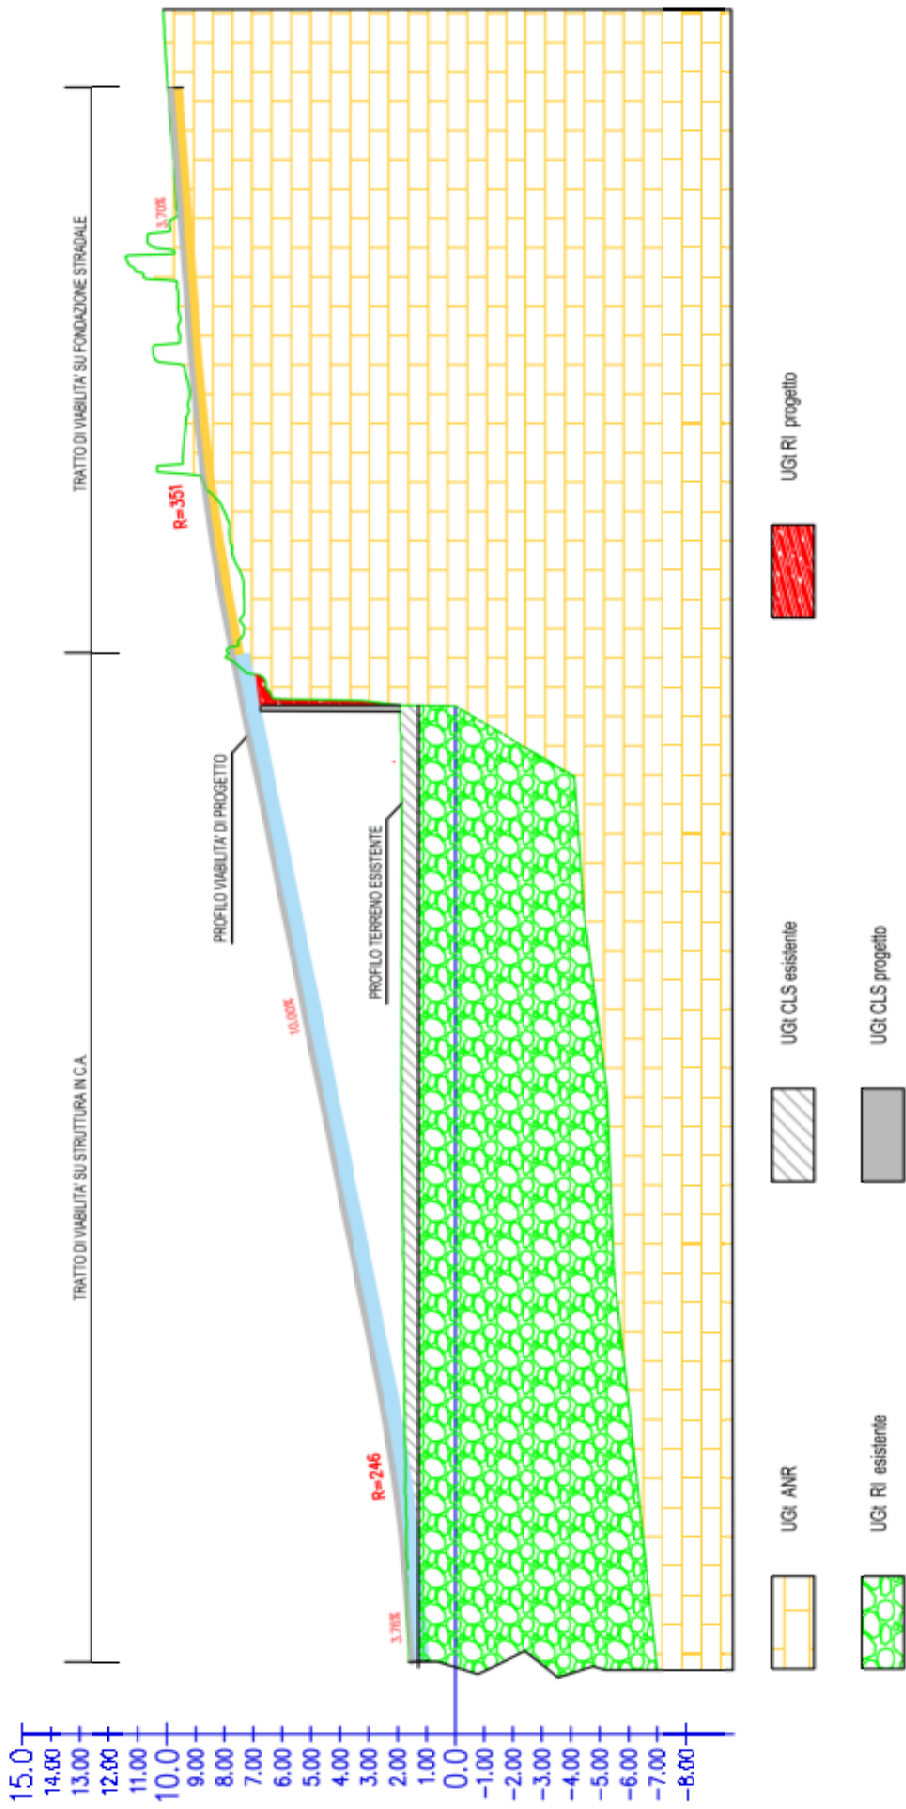 TRATTO DI VIABILITA' SU STRUTTURA IN C.A.
TRATTO DI VIABILITA' SU FONDAZIONE STRADALE
3.70%
R=351
PROFILO VIABILITA' DI PROGETTO
10.00%
PROFILO TERRENO ESISTENTE
R=246
3.76%
15.0
14.00
13.00
12.00
11.00
10.0
9.00
8.00
7.00
6.00
5.00
4.00
3.00
2.00
1.00
0.0
-1.00
-2.00
-3.00
-4.00
-5.00
-6.00
-7.00
-8.00
UGt ANR
UGt CLS esistente
UGt RI progetto
UGt RI esistente
UGt CLS progetto